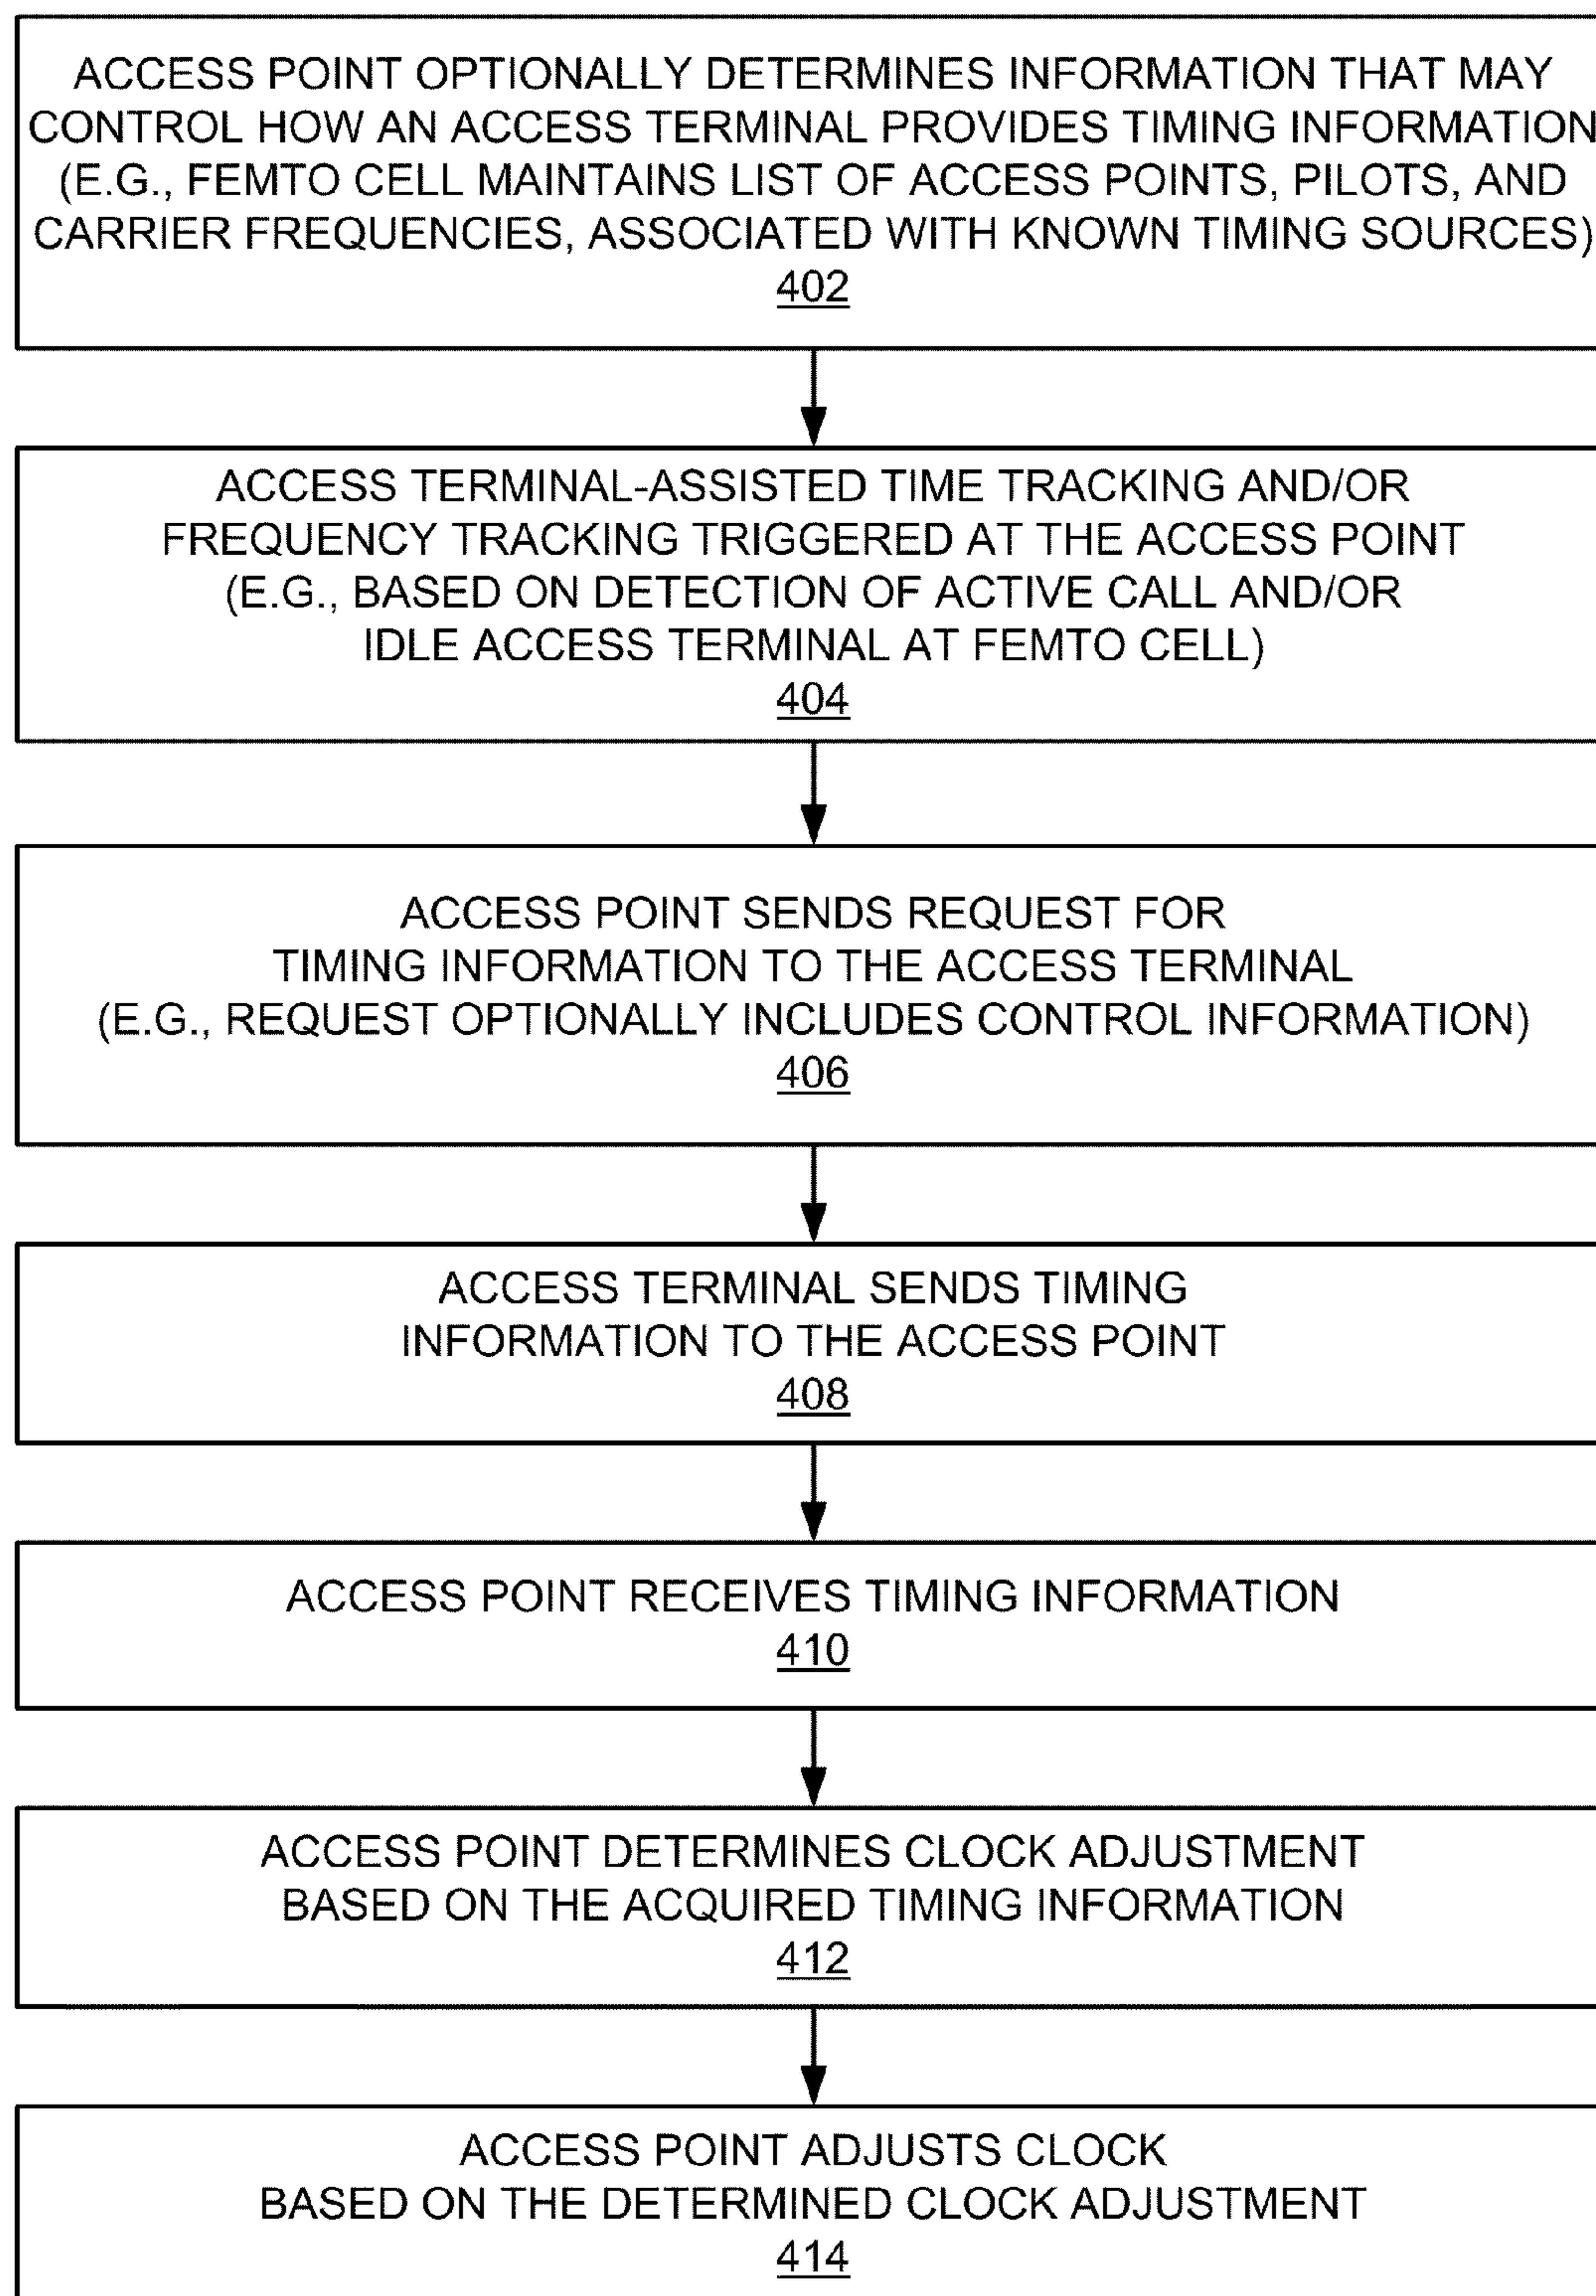 ACCESS POINT OPTIONALLY DETERMINES INFORMATION THAT MAY
CONTROL HOW AN ACCESS TERMINAL PROVIDES TIMING INFORMATION
(E.G., FEMTO CELL MAINTAINS LIST OF ACCESS POINTS, PILOTS, AND
CARRIER FREQUENCIES, ASSOCIATED WITH KNOWN TIMING SOURCES)
402
ACCESS TERMINAL-ASSISTED TIME TRACKING AND/OR
FREQUENCY TRACKING TRIGGERED AT THE ACCESS POINT
(E.G., BASED ON DETECTION OF ACTIVE CALL AND/OR
IDLE ACCESS TERMINAL AT FEMTO CELL)
404
ACCESS POINT SENDS REQUEST FOR
TIMING INFORMATION TO THE ACCESS TERMINAL
(E.G., REQUEST OPTIONALLY INCLUDES CONTROL INFORMATION)
406
ACCESS TERMINAL SENDS TIMING
INFORMATION TO THE ACCESS POINT
408
ACCESS POINT RECEIVES TIMING INFORMATION
410
ACCESS POINT DETERMINES CLOCK ADJUSTMENT
BASED ON THE ACQUIRED TIMING INFORMATION
412
ACCESS POINT ADJUSTS CLOCK
BASED ON THE DETERMINED CLOCK ADJUSTMENT
414